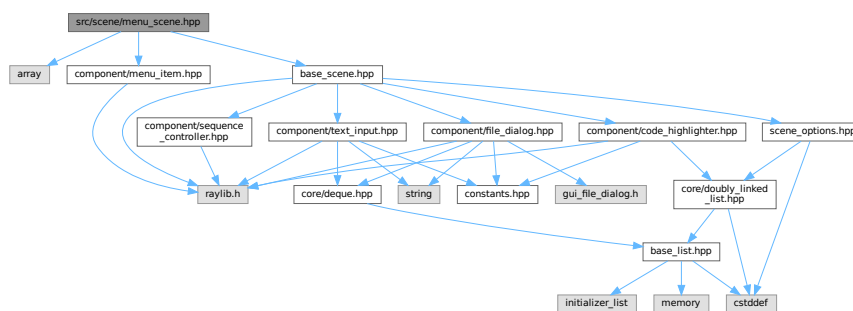 src/scene/menu_scene.hpp
array
component/menu_item.hpp
base_scene.hpp
component/sequence
_controller.hpp
component/text_input.hpp
component/file_dialog.hpp
component/code_highlighter.hpp
scene_options.hpp
raylib.h
core/deque.hpp
string
constants.hpp
gui_file_dialog.h
core/doubly_linked
_list.hpp
base_list.hpp
initializer_list
memory
cstddef